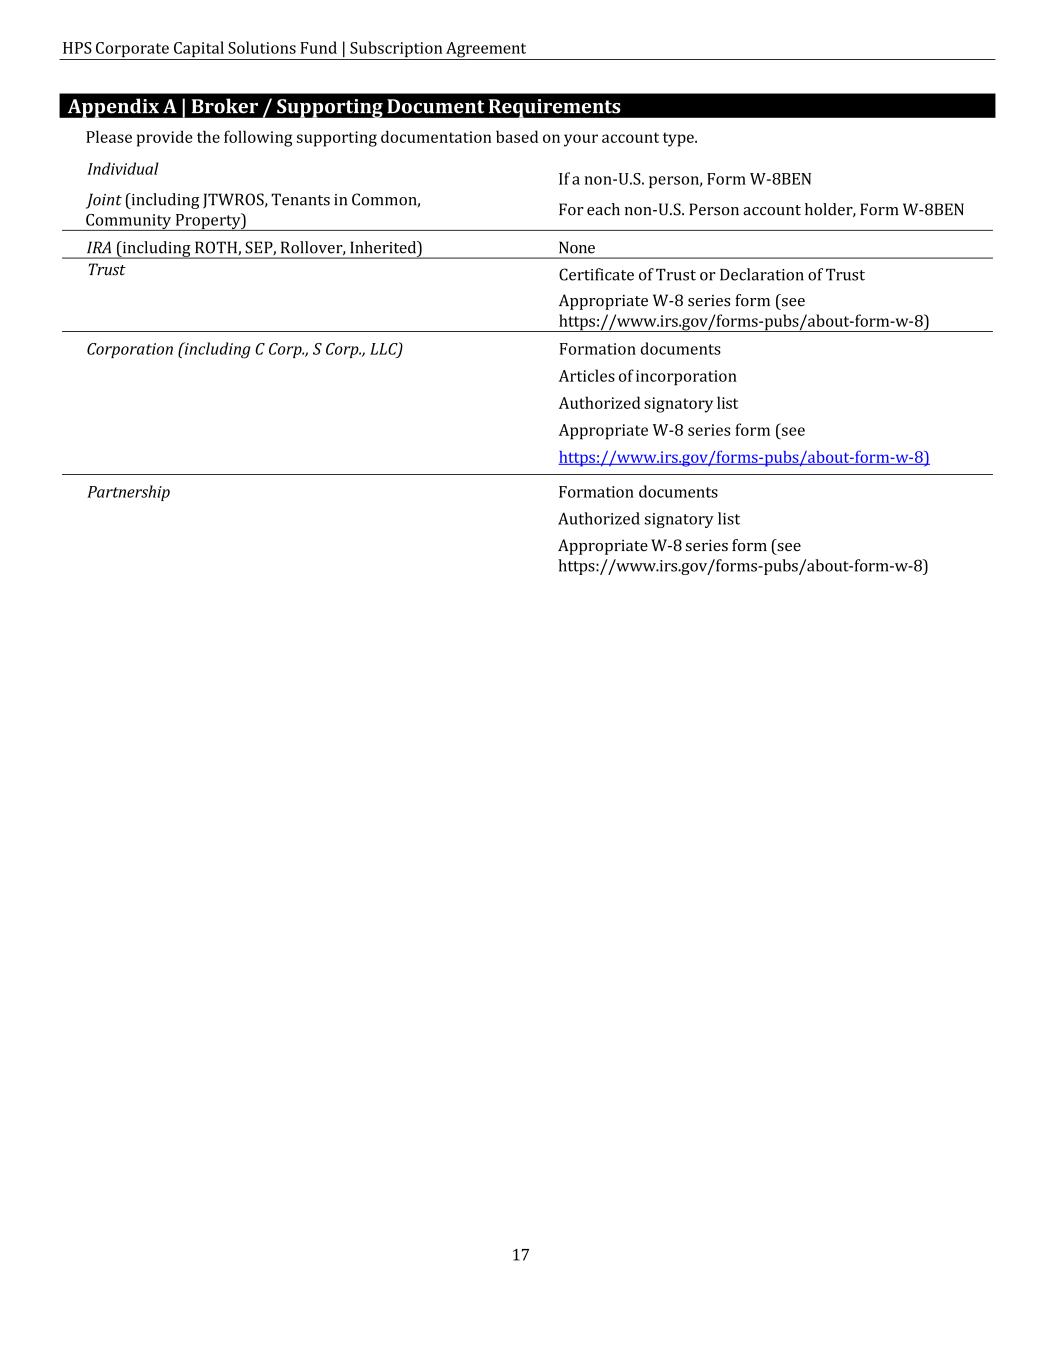 HPS Corporate Capital Solutions Fund | Subscription Agreement
Appendix A | Broker / Supporting Document Requirements
Please provide the following supporting documentation based on your account type.
Individual
If a non-U.S. person, Form W-8BEN
Joint (including JTWROS, Tenants in Common,
Community Property)
For each non-U.S. Person account holder, Form W-8BEN
IRA (including ROTH, SEP, Rollover, Inherited)
None
Trust
Certificate of Trust or Declaration of Trust
Appropriate W-8 series form (see
https://www.irs.gov/forms-pubs/about-form-w-8)
Corporation (including C Corp., S Corp., LLC)
Formation documents
Articles of incorporation
Authorized signatory list
Appropriate W-8 series form (see
https://www.irs.gov/forms-pubs/about-form-w-8)
Partnership
Formation documents
Authorized signatory list
Appropriate W-8 series form (see
https://www.irs.gov/forms-pubs/about-form-w-8)
17